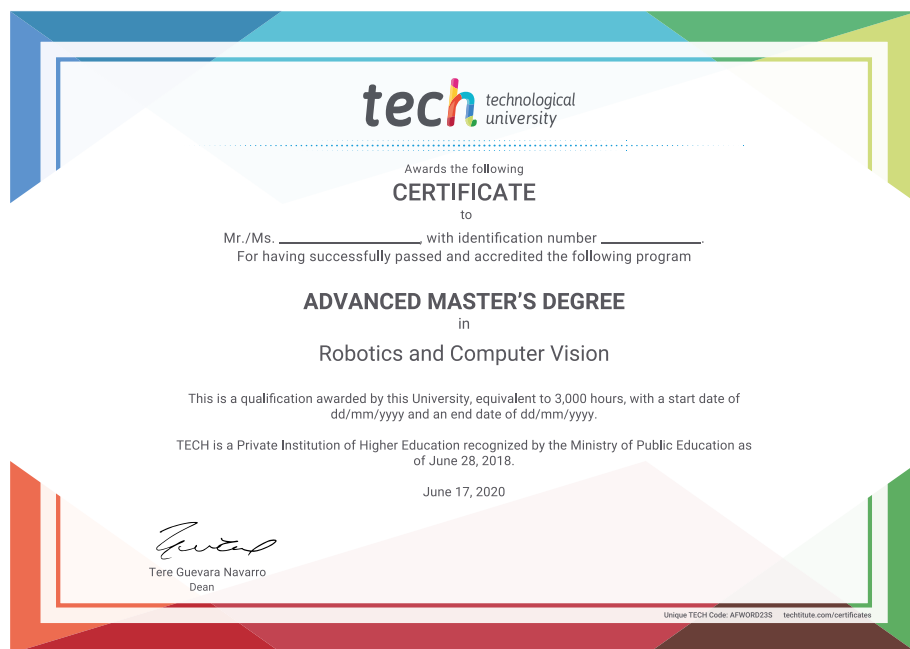 tech technological
university
Awards the following
CERTIFICATE
to
Mr./Ms. ____________________, with identification number ______________.
For having successfully passed and accredited the following program
ADVANCED MASTER’S DEGREE
in
Robotics and Computer Vision
This is a qualification awarded by this University, equivalent to 3,000 hours, with a start date of
dd/mm/yyyy and an end date of dd/mm/yyyy.
TECH is a Private Institution of Higher Education recognized by the Ministry of Public Education as
of June 28, 2018.
June 17, 2020
Tere Guevara Navarro
Dean
Unique TECH Code: AFWORD23S techtitute.com/certificates